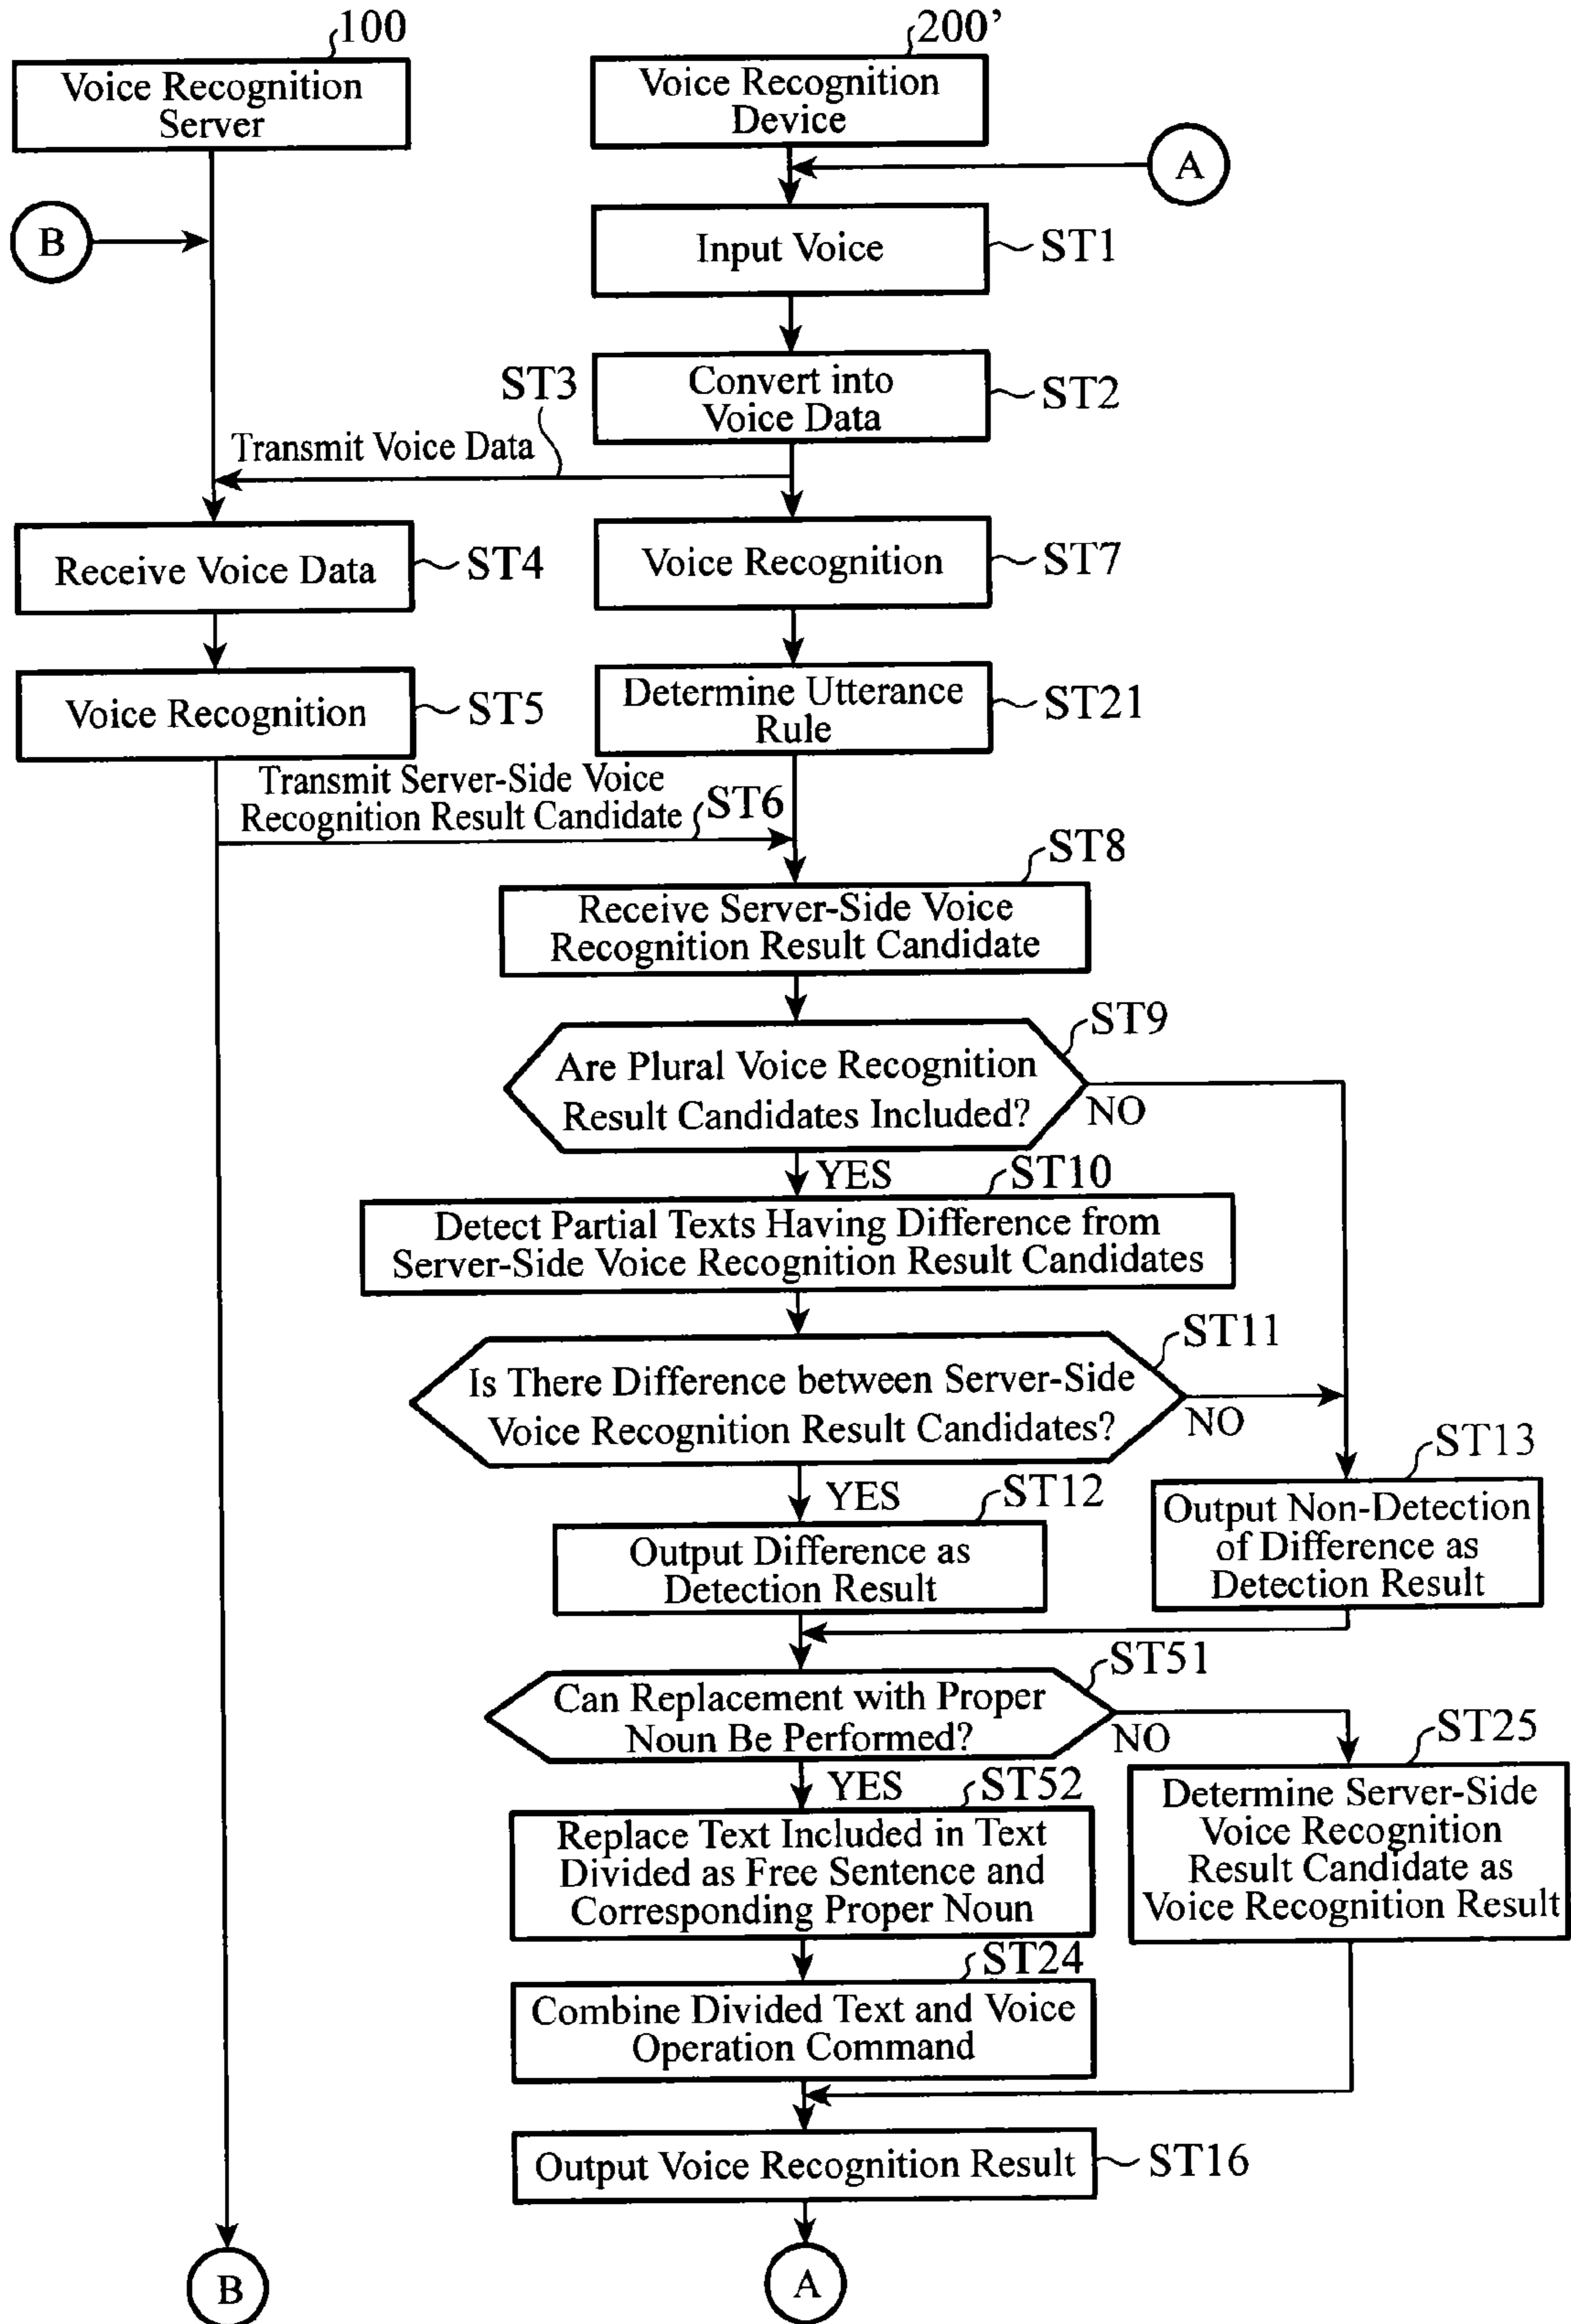 100
Voice Recognition
Server
200’
Voice Recognition
Device
A
B
Input Voice
ST1
Convert into
Voice Data
ST2
ST3
Transmit Voice Data
Receive Voice Data
ST4
Voice Recognition
ST7
Voice Recognition
ST5
Determine Utterance
Rule
ST21
Transmit Server-Side Voice
Recognition Result Candidate
ST6
ST8
Receive Server-Side Voice
Recognition Result Candidate
ST9
Are Plural Voice Recognition
Result Candidates Included?
NO
YES
ST10
Detect Partial Texts Having Difference from
Server-Side Voice Recognition Result Candidates
ST11
Is There Difference between Server-Side
Voice Recognition Result Candidates?
NO
YES
ST12
Output Difference as
Detection Result
ST13
Output Non-Detection
of Difference as
Detection Result
ST51
Can Replacement with Proper
Noun Be Performed?
NO
YES
ST52
Replace Text Included in Text
Divided as Free Sentence and
Corresponding Proper Noun
ST25
Determine Server-Side
Voice Recognition
Result Candidate as
Voice Recognition Result
ST24
Combine Divided Text and Voice
Operation Command
Output Voice Recognition Result
ST16
B
A